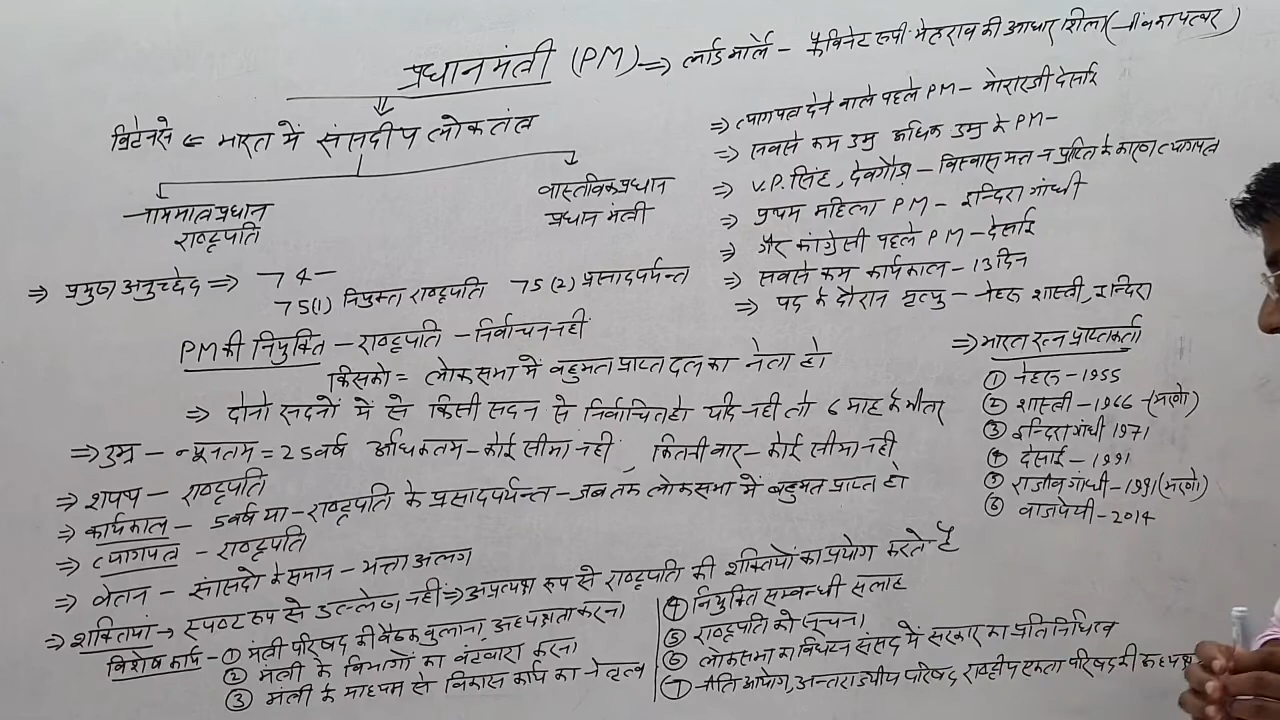 प्रधानमंत्री (PM) ⇒ लार्ड मार्ले - कैबिनेट रूपी मेहराव की आधार शिला (नींव का पत्थर)
ब्रिटेन से ⇐ भारत में संसदीय लोकतंत्र
नाममात्र प्रधान
राष्ट्रपति
वास्तविक प्रधान
प्रधान मंत्री
⇒ प्रमुख अनुच्छेद ⇒ 74 -
75(1) नियुक्त राष्ट्रपति 75(2) प्रसादपर्यन्त
PM की नियुक्ति - राष्ट्रपति - निर्वाचन नहीं
किसको = लोकसभा में बहुमत प्राप्त दल का नेता हो
⇒ दोनो सदनों में से किसी सदन से निर्वाचित हो यदि नही तो 6 माह के भीतर
⇒ उम्र - न्यूनतम = 25 वर्ष अधिकतम - कोई सीमा नही, कितनी वार - कोई सीमा नही
⇒ शपथ - राष्ट्रपति
⇒ कार्यकाल - 5 वर्ष या - राष्ट्रपति के प्रसादपर्यन्त - जब तक लोकसभा में बहुमत प्राप्त हो
⇒ त्यागपत्र - राष्ट्रपति
⇒ वेतन - सांसदो के समान - भत्ता अलग
⇒ शक्तियां → स्पष्ट रूप से उल्लेख नहीं ⇒ अप्रत्यक्ष रूप से राष्ट्रपति की शक्तियों का प्रयोग करते है
विशेष कार्य - ① मंत्री परिषद की बैठक बुलाना, अध्यक्षता करना
② मंत्री के विभागों का बंटवारा करना
③ मंत्री के माध्यम से विकास कार्य का नेतृत्व
④ नियुक्ति सम्बन्धी सलाह
⑤ राष्ट्रपति को सूचना
⑥ लोकसभा का विघटन संसद में सरकार का प्रतिनिधित्व
⑦ नीति आयोग, अन्तराज्यीय परिषद, राष्ट्रीय एकता परिषद की अध्यक्ष
⇒ त्यागपत्र देने वाले पहले PM - मोरारजी देसाई
⇒ सबसे कम उम्र अधिक उम्र के PM -
⇒ V.P. सिंह, देवगौड़ा - विश्वास मत न प्राप्ति के कारण त्यागपत्र
⇒ प्रथम महिला PM - इन्दिरा गांधी
⇒ गैर कांग्रेसी पहले PM - देसाई
⇒ सबसे कम कार्यकाल - 13 दिन
⇒ पद के दौरान मृत्यु - नेहरू शास्त्री, इन्दिरा
⇒ भारत रत्न प्राप्तकर्ता
① नेहरू - 1955
② शास्त्री - 1966 - (मरणो)
③ इन्दिरा गांधी 1971
④ देसाई - 1991
⑤ राजीव गांधी - 1991 (मरणो)
⑥ वाजपेयी - 2014